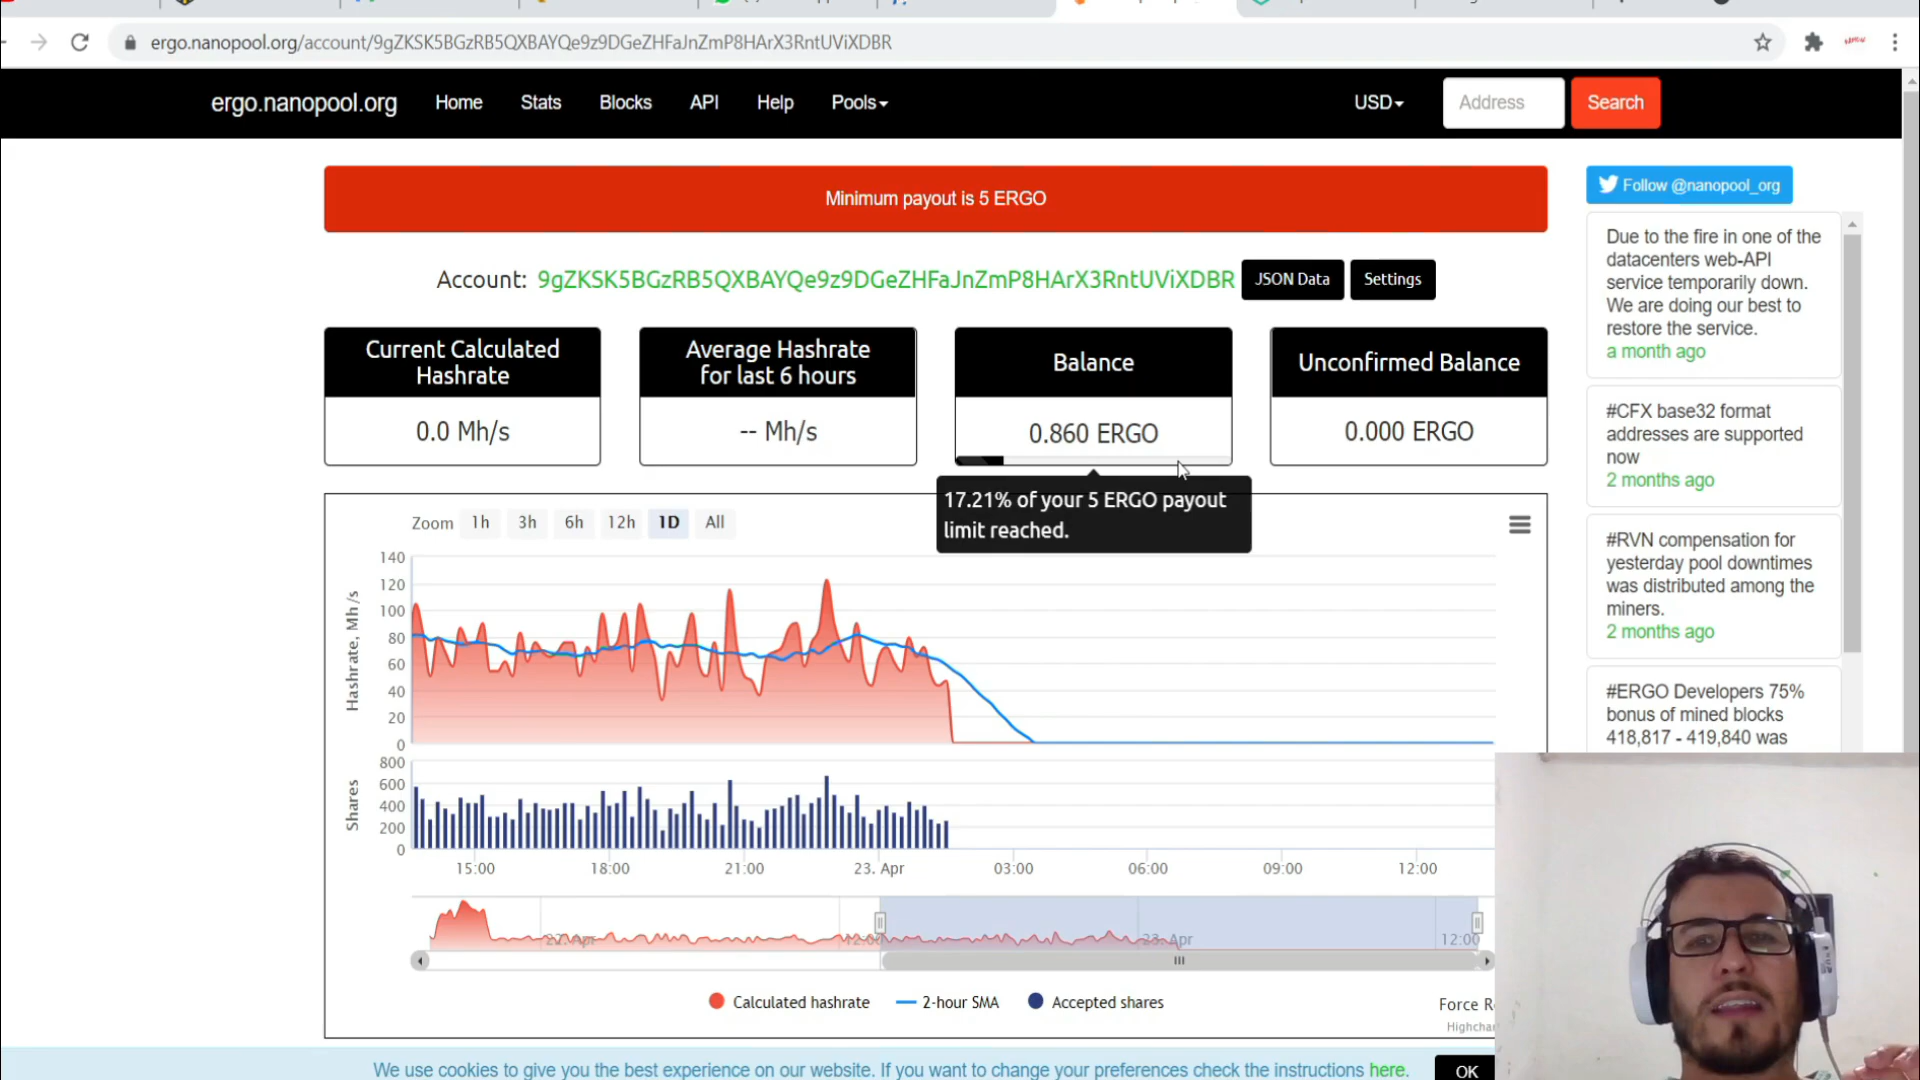 ergo.nanopool.org/account/9gZKSK5BGzRB5QXBAYQe9z9DGeZHFaJnZmP8HArX3RntUViXDBR
ergo.nanopool.org Home Stats Blocks API Help Pools USD Address Search
Minimum payout is 5 ERGO
Account: 9gZKSK5BGzRB5QXBAYQe9z9DGeZHFaJnZmP8HArX3RntUViXDBR JSON Data Settings
Current Calculated
Hashrate
0.0 Mh/s
Average Hashrate
for last 6 hours
-- Mh/s
Balance
0.860 ERGO
Unconfirmed Balance
0.000 ERGO
17.21% of your 5 ERGO payout
limit reached.
Zoom 1h 3h 6h 12h 1D All
Hashrate, Mh/s
140
120
100
80
60
40
20
0
Shares
800
600
400
200
0
15:00 18:00 21:00 23. Apr 03:00 06:00 09:00 12:00
22. Apr 12:00 23. Apr 12:00
Calculated hashrate 2-hour SMA Accepted shares
Force
Follow @nanopool_org
Due to the fire in one of the
datacenters web-API
service temporarily down.
We are doing our best to
restore the service.
a month ago
#CFX base32 format
addresses are supported
now
2 months ago
#RVN compensation for
yesterday pool downtimes
was distributed among the
miners.
2 months ago
#ERGO Developers 75%
bonus of mined blocks
418,817 - 419,840 was
We use cookies to give you the best experience on our website. If you want to change your preferences check the instructions here. OK